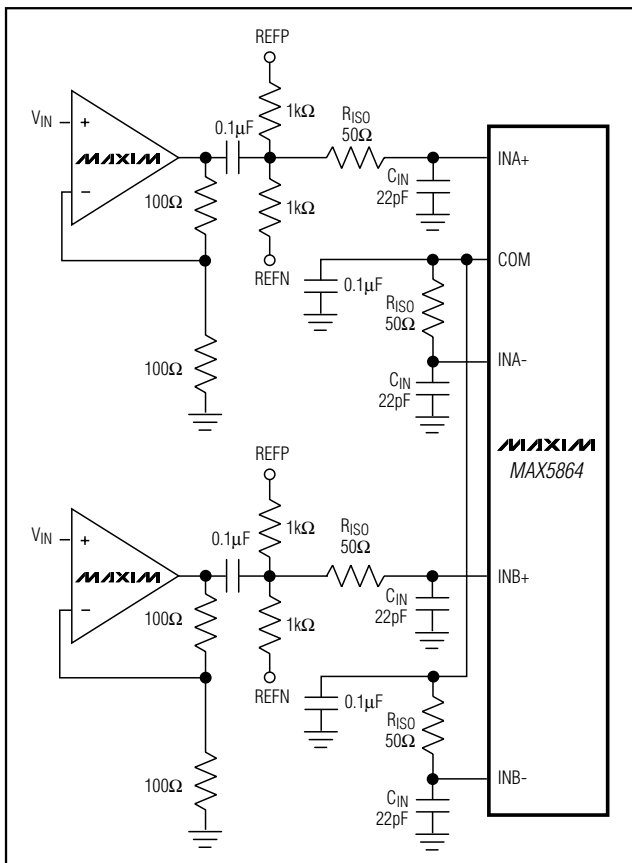 REFP
V_IN
+
MAXIM
−
0.1µF
1kΩ
R_ISO
50Ω
INA+
100Ω
1kΩ
C_IN
22pF
REFN
0.1µF
COM
R_ISO
50Ω
100Ω
INA-
C_IN
22pF
MAXIM
MAX5864
REFP
V_IN
+
MAXIM
−
0.1µF
1kΩ
R_ISO
50Ω
INB+
100Ω
1kΩ
C_IN
22pF
REFN
0.1µF
R_ISO
50Ω
100Ω
INB-
C_IN
22pF